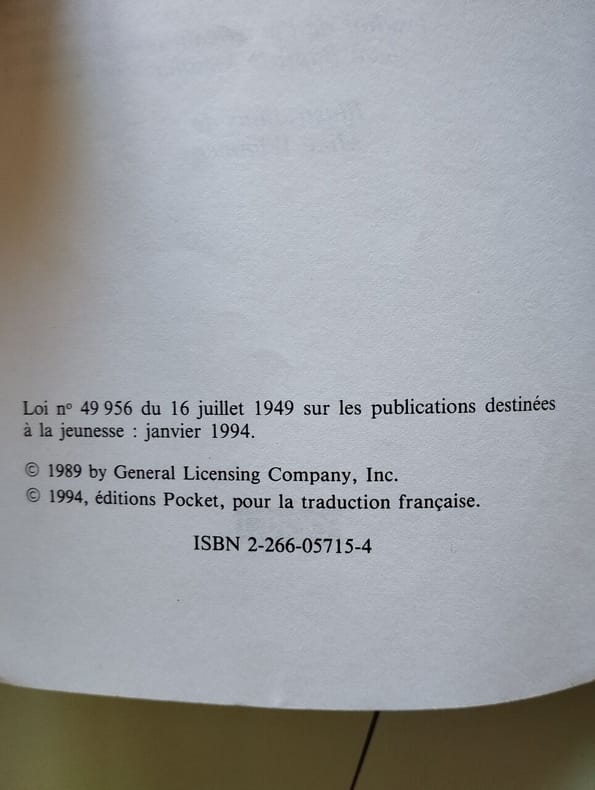 Loi n° 49 956 du 16 juillet 1949 sur les publications destinées
à la jeunesse : janvier 1994.
© 1989 by General Licensing Company, Inc.
© 1994, éditions Pocket, pour la traduction française.
ISBN 2-266-05715-4